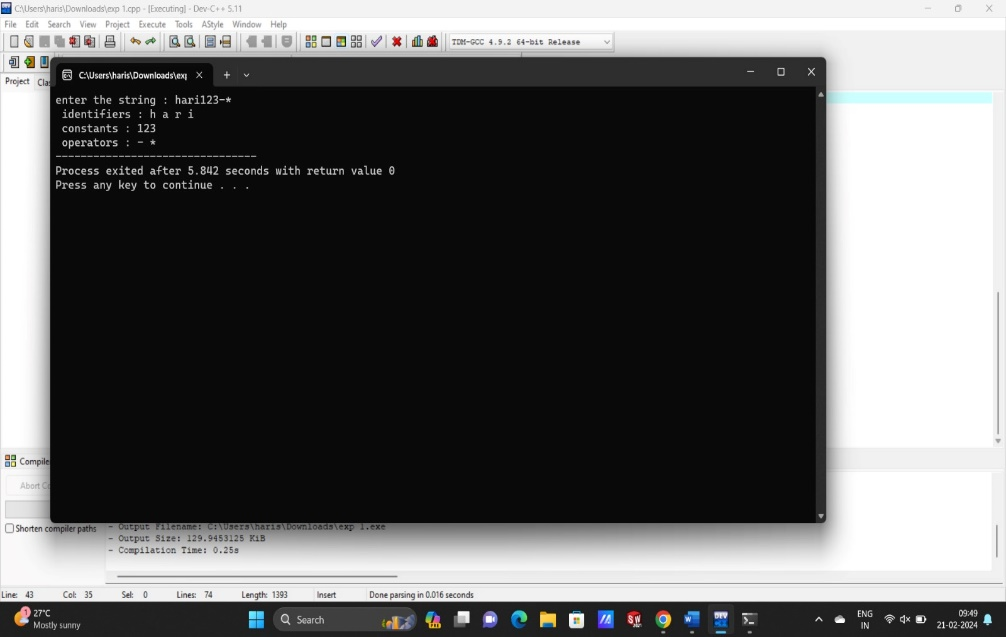 C:\Users\haris\Downloads\exp 1.cpp - [Executing] - Dev-C++ 5.11
File Edit Search View Project Execute Tools AStyle Window Help
TDM-GCC 4.9.2 64-bit Release
Project Cla
C:\Users\haris\Downloads\exp
enter the string : hari123-*
identifiers : h a r i
constants : 123
operators : - *
--------------------------------
Process exited after 5.842 seconds with return value 0
Press any key to continue . . .
Compile
Abort Co
Shorten compiler paths
- Output Filename: C:\Users\haris\Downloads\exp 1.exe
- Output Size: 129.9453125 KiB
- Compilation Time: 0.25s
Line: 43 Col: 35 Sel: 0 Lines: 74 Length: 1393 Insert Done parsing in 0.016 seconds
27°C
Mostly sunny
Search
ENG
IN
09:49
21-02-2024